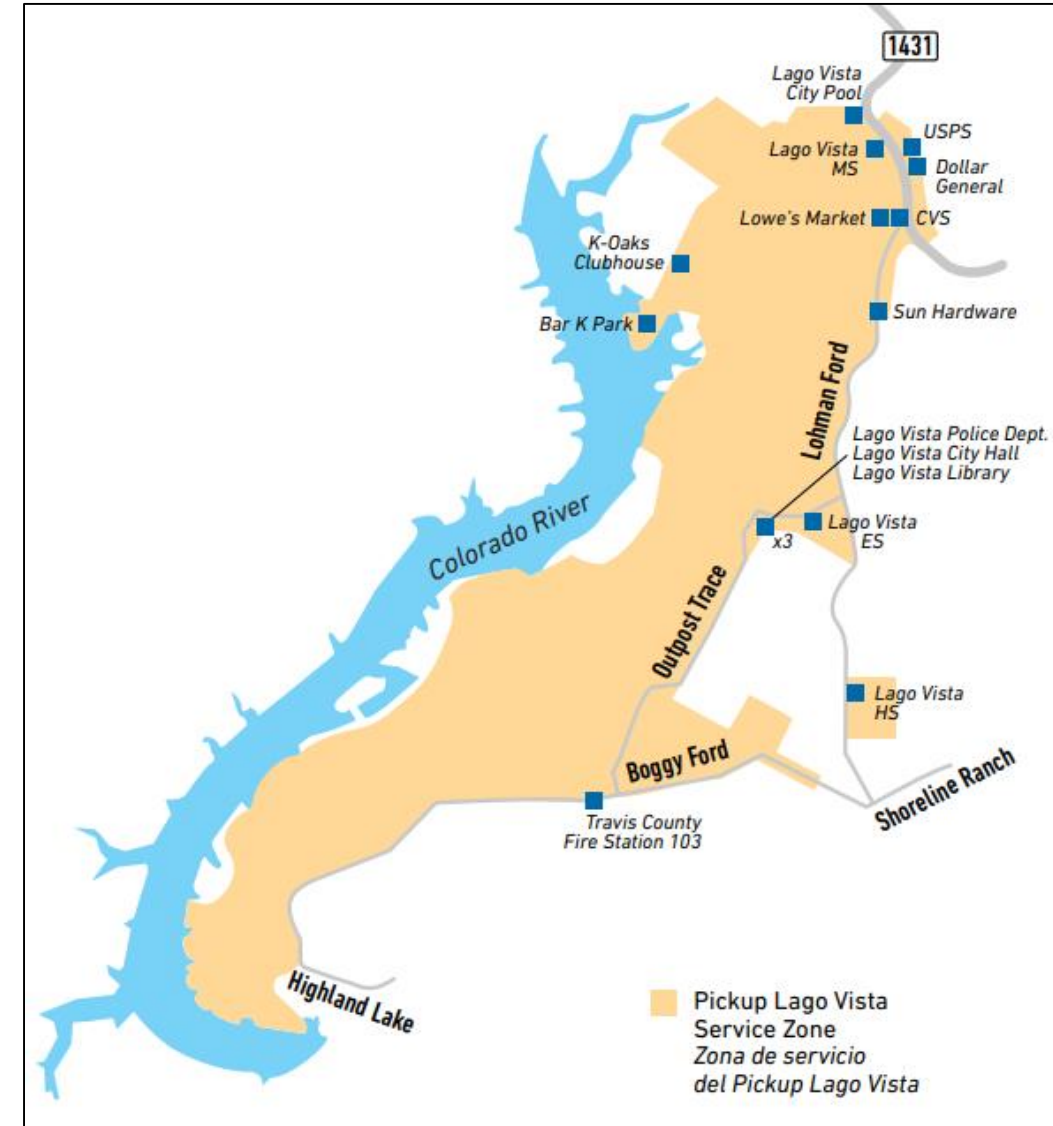 1431
Lago Vista
City Pool
USPS
Lago Vista
MS
Dollar
General
Lowe's Market
CVS
K-Oaks
Clubhouse
Bar K Park
Sun Hardware
Lohman Ford
Lago Vista Police Dept.
Lago Vista City Hall
Lago Vista Library
Colorado River
x3
Lago Vista
ES
Outpost Trace
Lago Vista
HS
Boggy Ford
Shoreline Ranch
Travis County
Fire Station 103
Highland Lake
Pickup Lago Vista
Service Zone
Zona de servicio
del Pickup Lago Vista